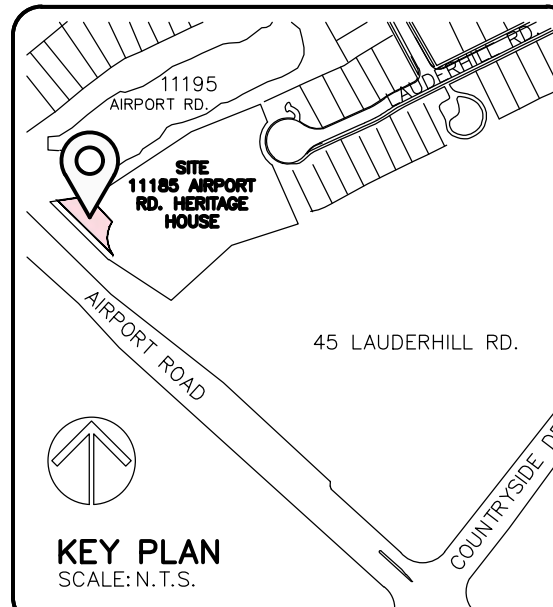 11195
AIRPORT RD.
LAUDERHILL RD.
SITE
11185 AIRPORT
RD. HERITAGE
HOUSE
AIRPORT ROAD
45 LAUDERHILL RD.
COUNTRYSIDE
KEY PLAN
SCALE: N.T.S.